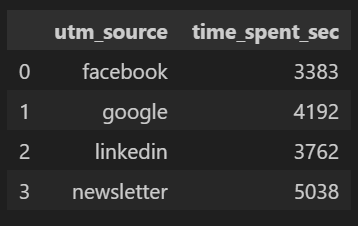 utm_source time_spent_sec
0 facebook 3383
1 google 4192
2 linkedin 3762
3 newsletter 5038